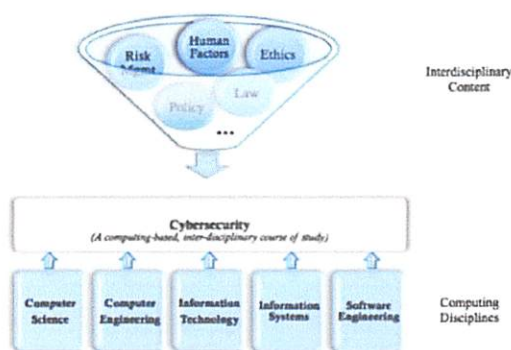 Human
Factors
Risk
Mgmt
Ethics
Policy
Law
...
Interdisciplinary
Content
Cybersecurity
(A computing-based, inter-disciplinary course of study)
Computer
Science
Computer
Engineering
Information
Technology
Information
Systems
Software
Engineering
Computing
Disciplines